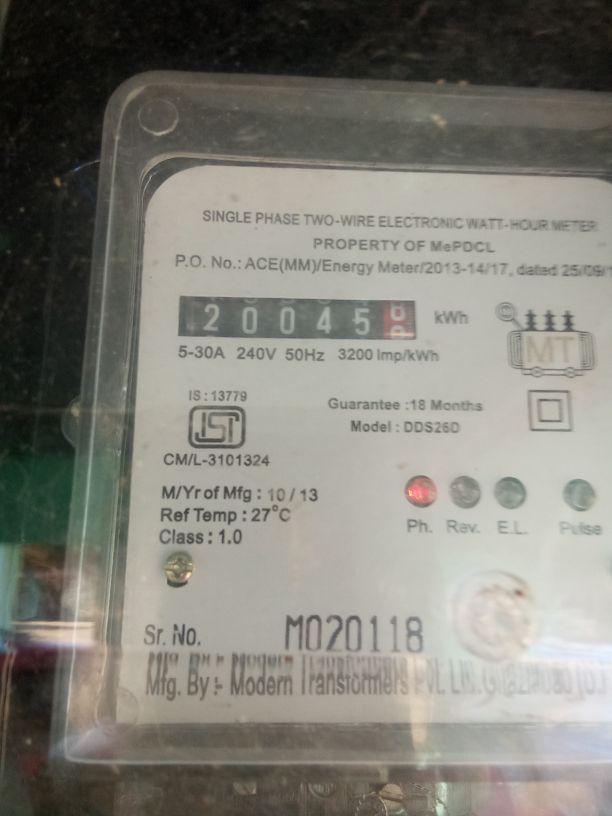 SINGLE PHASE TWO-WIRE ELECTRONIC WATT-HOUR METER
PROPERTY OF MePDCL
P.O. No.: ACE(MM)/Energy Meter/2013-14/17, dated 25/09/1
20045 kWh
5-30A 240V 50Hz 3200 Imp/kWh
MT
IS : 13779
ISI
CM/L-3101324
Guarantee :18 Months
Model : DDS26D
M/Yr of Mfg : 10 / 13
Ref Temp : 27°C
Class : 1.0
Ph. Rev. E.L. Pulse
Sr. No. M020118
Mfg. By :- Modern Transformers Pvt.